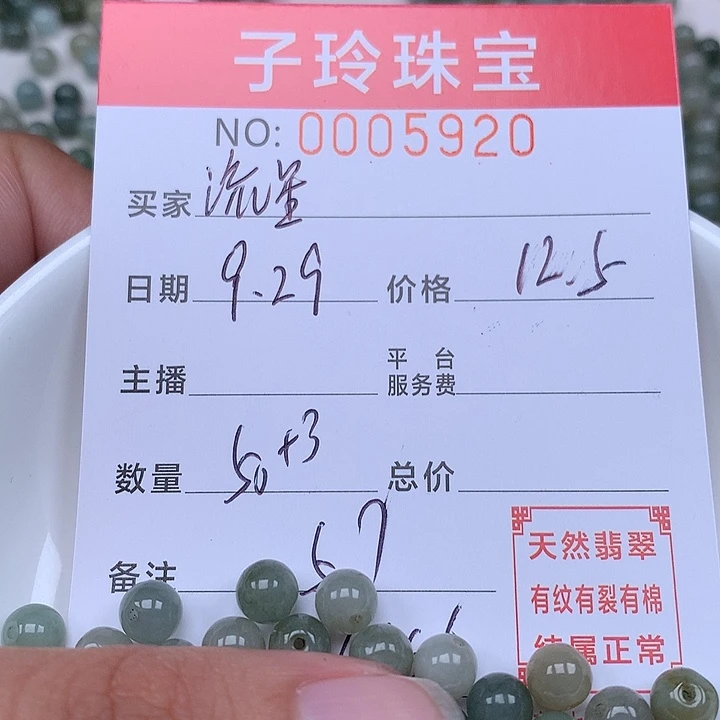 子玲珠宝
NO: 0005920
买家 流星
日期 9.29 价格 12.5
主播 平台服务费
数量 50+3 总价
备注 57
天然翡翠
有纹有裂有棉
属正常